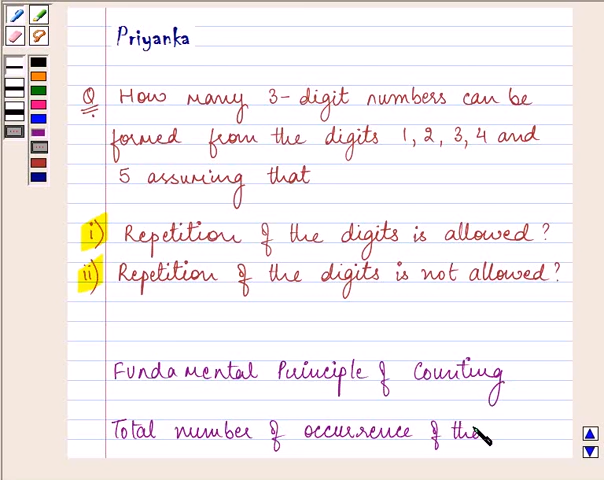 Priyanka
Q How many 3-digit numbers can be
formed from the digits 1, 2, 3, 4 and
5 assuming that
i) Repetition of the digits is allowed?
ii) Repetition of the digits is not allowed?
Fundamental Principle of Counting
Total number of occurrence of the